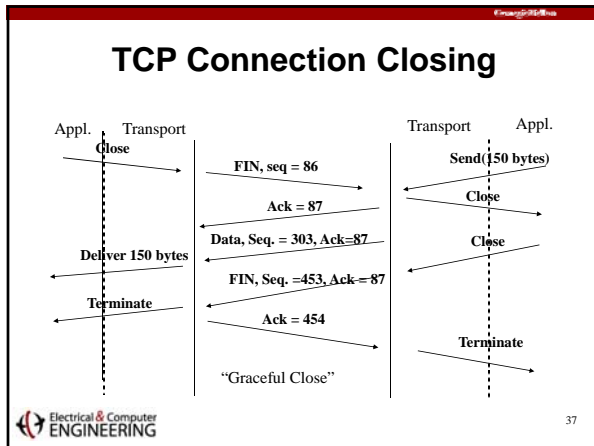 Carnegie Mellon
TCP Connection Closing
Appl. Transport Transport Appl.
Close
Send(150 bytes)
FIN, seq = 86
Close
Ack = 87
Data, Seq. = 303, Ack=87
Close
Deliver 150 bytes
FIN, Seq. =453, Ack = 87
Terminate
Ack = 454
Terminate
“Graceful Close”
Electrical & Computer
ENGINEERING
37